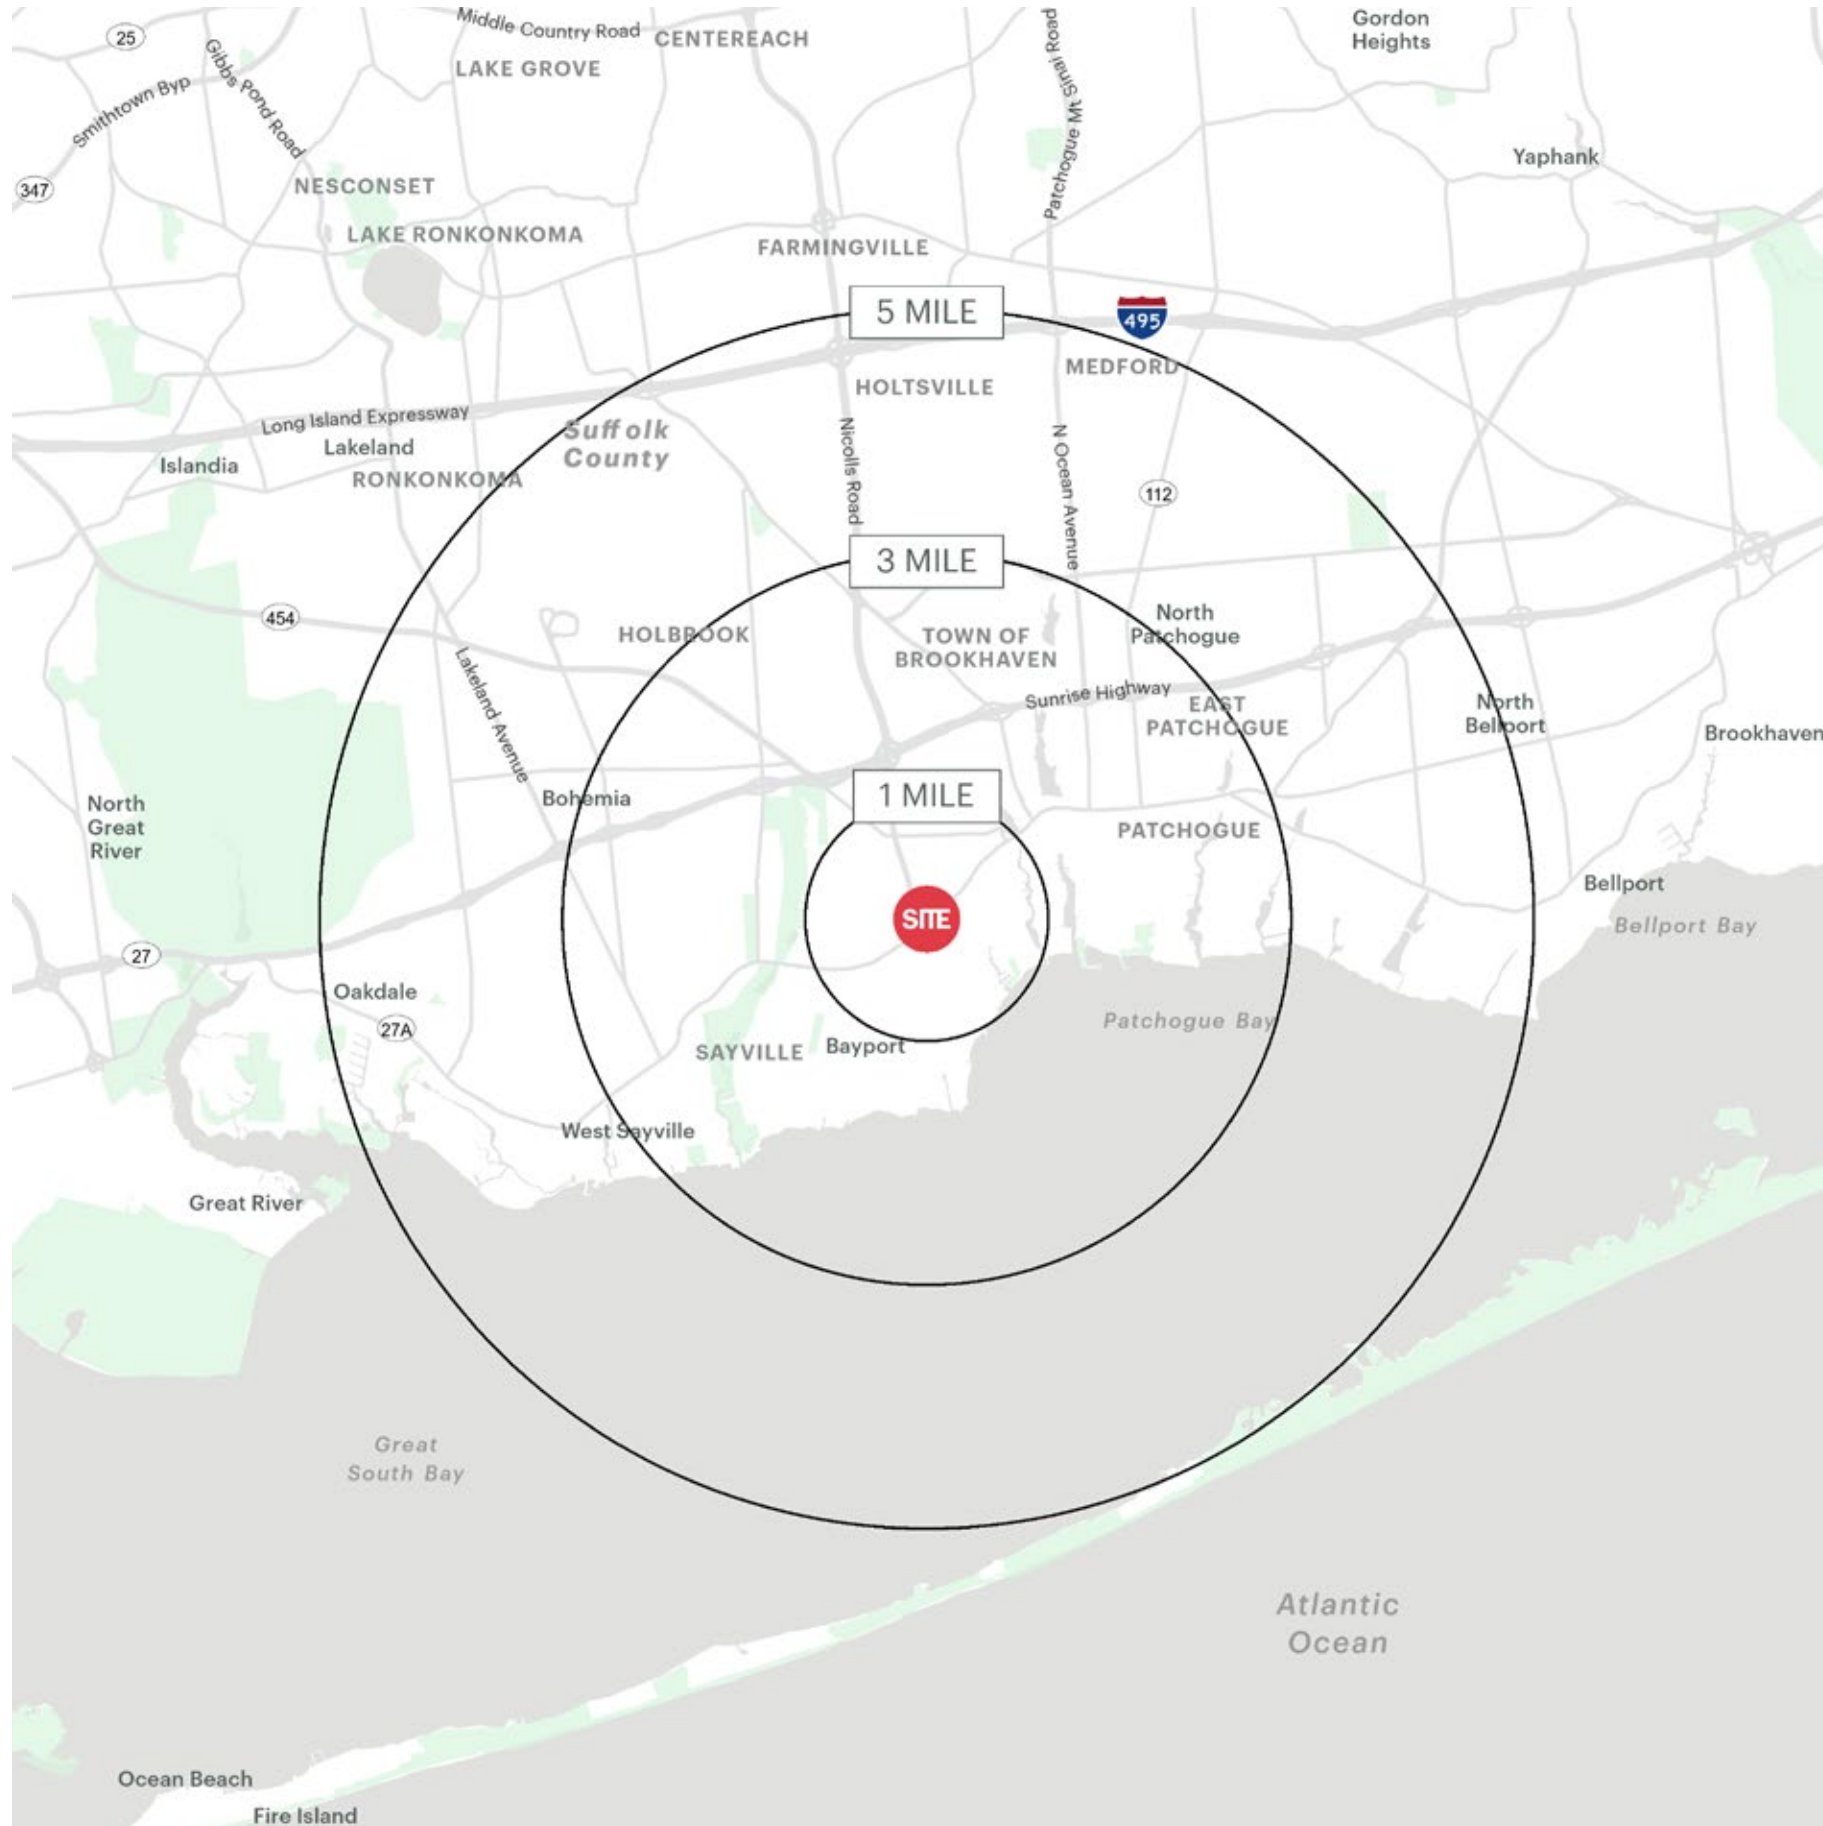 Middle Country Road
CENTEREACH
Gordon
Heights
25
Gibbs Pond Road
LAKE GROVE
Smithtown Byp
Patchogue Mt Sinai Road
Yaphank
347
NESCONSET
LAKE RONKONKOMA
FARMINGVILLE
5 MILE
495
MEDFORD
HOLTSVILLE
Long Island Expressway
Suffolk
County
Lakeland
Islandia
RONKONKOMA
Nicolls Road
N Ocean Avenue
112
3 MILE
454
HOLBROOK
TOWN OF
BROOKHAVEN
North
Patchogue
Lakeland Avenue
Sunrise Highway
EAST
PATCHOGUE
North
Bellport
Brookhaven
Bohemia
1 MILE
North
Great
River
PATCHOGUE
Bellport
SITE
Bellport Bay
27
Oakdale
27A
Patchogue Bay
SAYVILLE
Bayport
West Sayville
Great River
Great
South Bay
Atlantic
Ocean
Ocean Beach
Fire Island